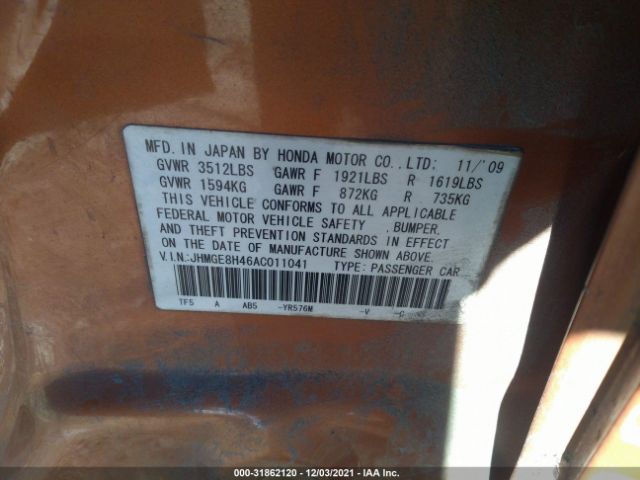 MFD. IN JAPAN BY HONDA MOTOR CO., LTD: 11/'09
GVWR 3512LBS GAWR F 1921LBS R 1619LBS
GVWR 1594KG GAWR F 872KG R 735KG
THIS VEHICLE CONFORMS TO ALL APPLICABLE
FEDERAL MOTOR VEHICLE SAFETY , BUMPER,
AND THEFT PREVENTION STANDARDS IN EFFECT
ON THE DATE OF MANUFACTURE SHOWN ABOVE.
V.I.N.:JHMGE8H46AC011041 TYPE: PASSENGER CAR
TF5 A AB5 -YR576M -V -C
000-31862120 - 12/03/2021 - IAA Inc.